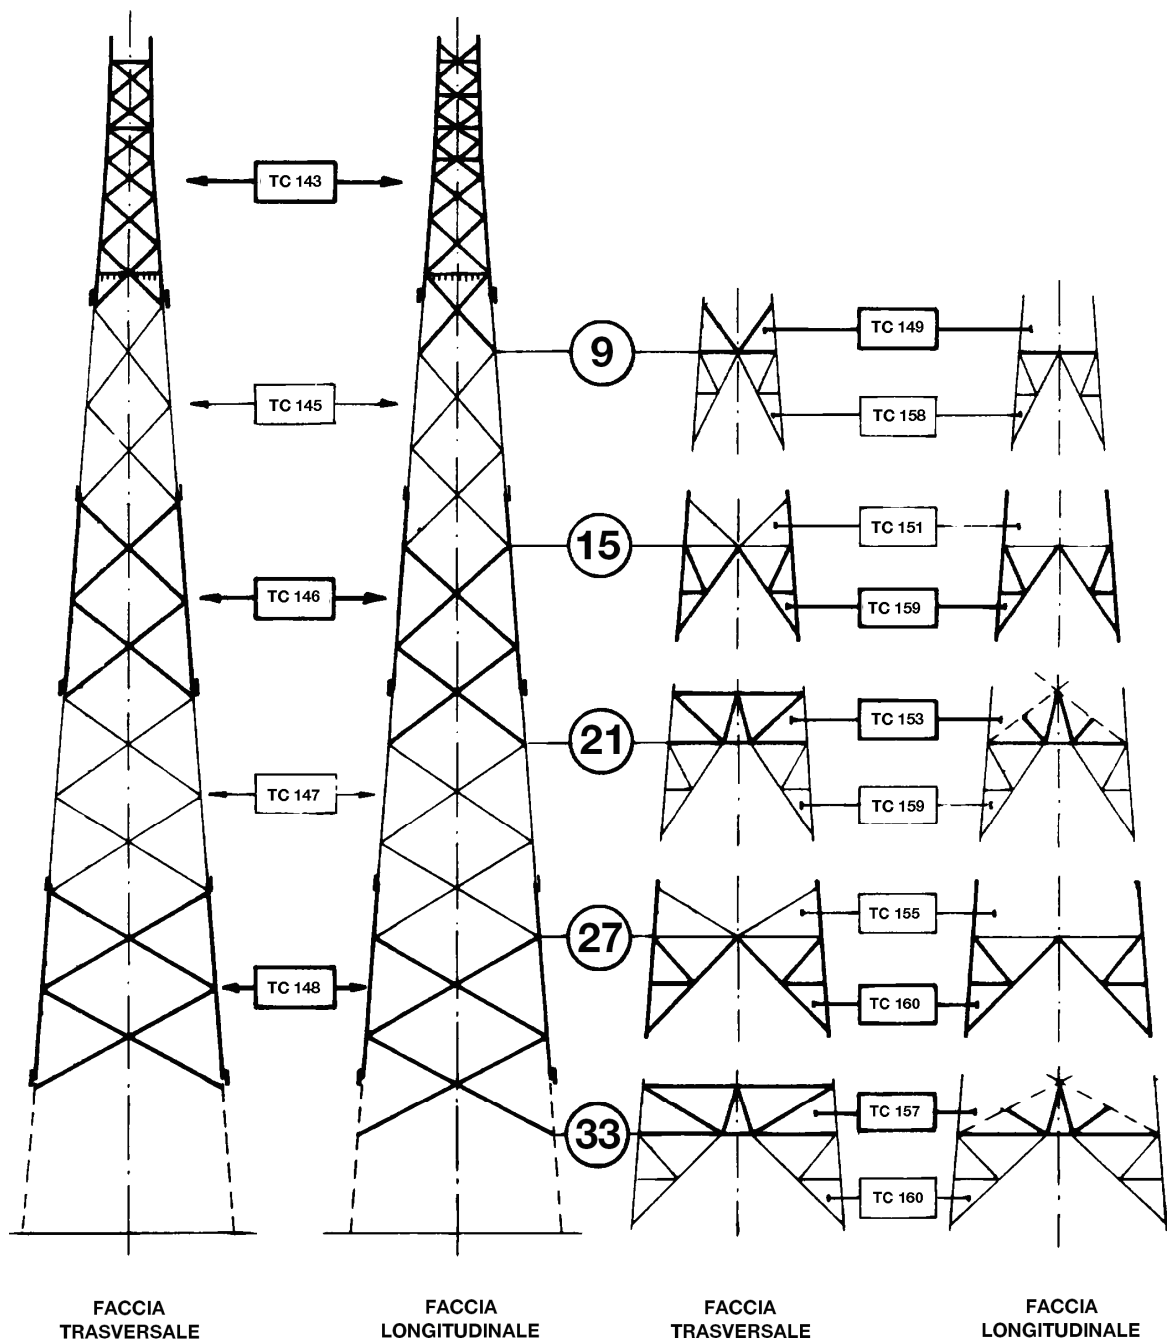 TC 143
9
TC 149
TC 145
TC 158
15
TC 151
TC 146
TC 159
21
TC 153
TC 147
TC 159
27
TC 155
TC 148
TC 160
33
TC 157
TC 160
FACCIA
TRASVERSALE
FACCIA
LONGITUDINALE
FACCIA
TRASVERSALE
FACCIA
LONGITUDINALE